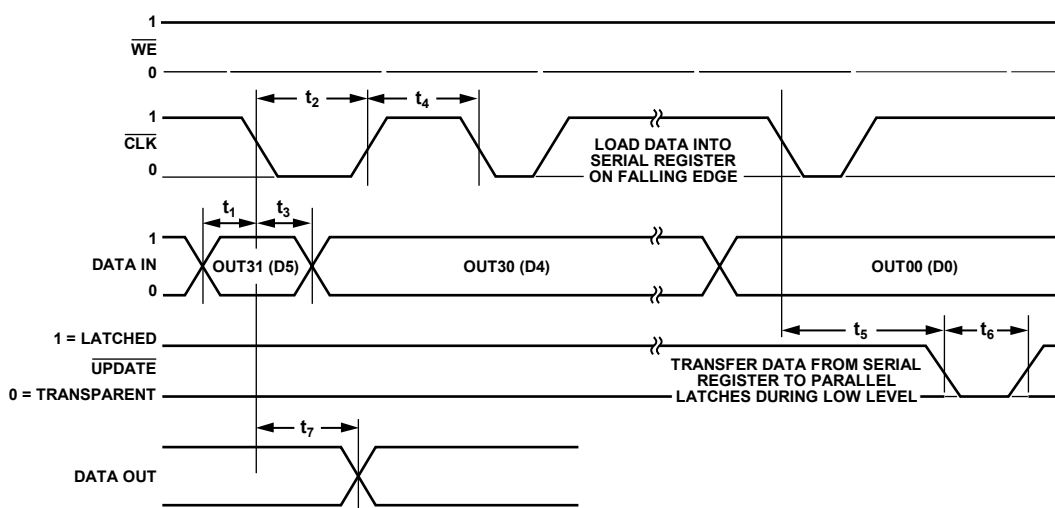 1
WE
0
t2
t4
1
CLK
0
LOAD DATA INTO
SERIAL REGISTER
ON FALLING EDGE
t1
t3
1
DATA IN
0
OUT31 (D5)
OUT30 (D4)
OUT00 (D0)
t5
t6
1 = LATCHED
UPDATE
0 = TRANSPARENT
TRANSFER DATA FROM SERIAL
REGISTER TO PARALLEL
LATCHES DURING LOW LEVEL
t7
DATA OUT